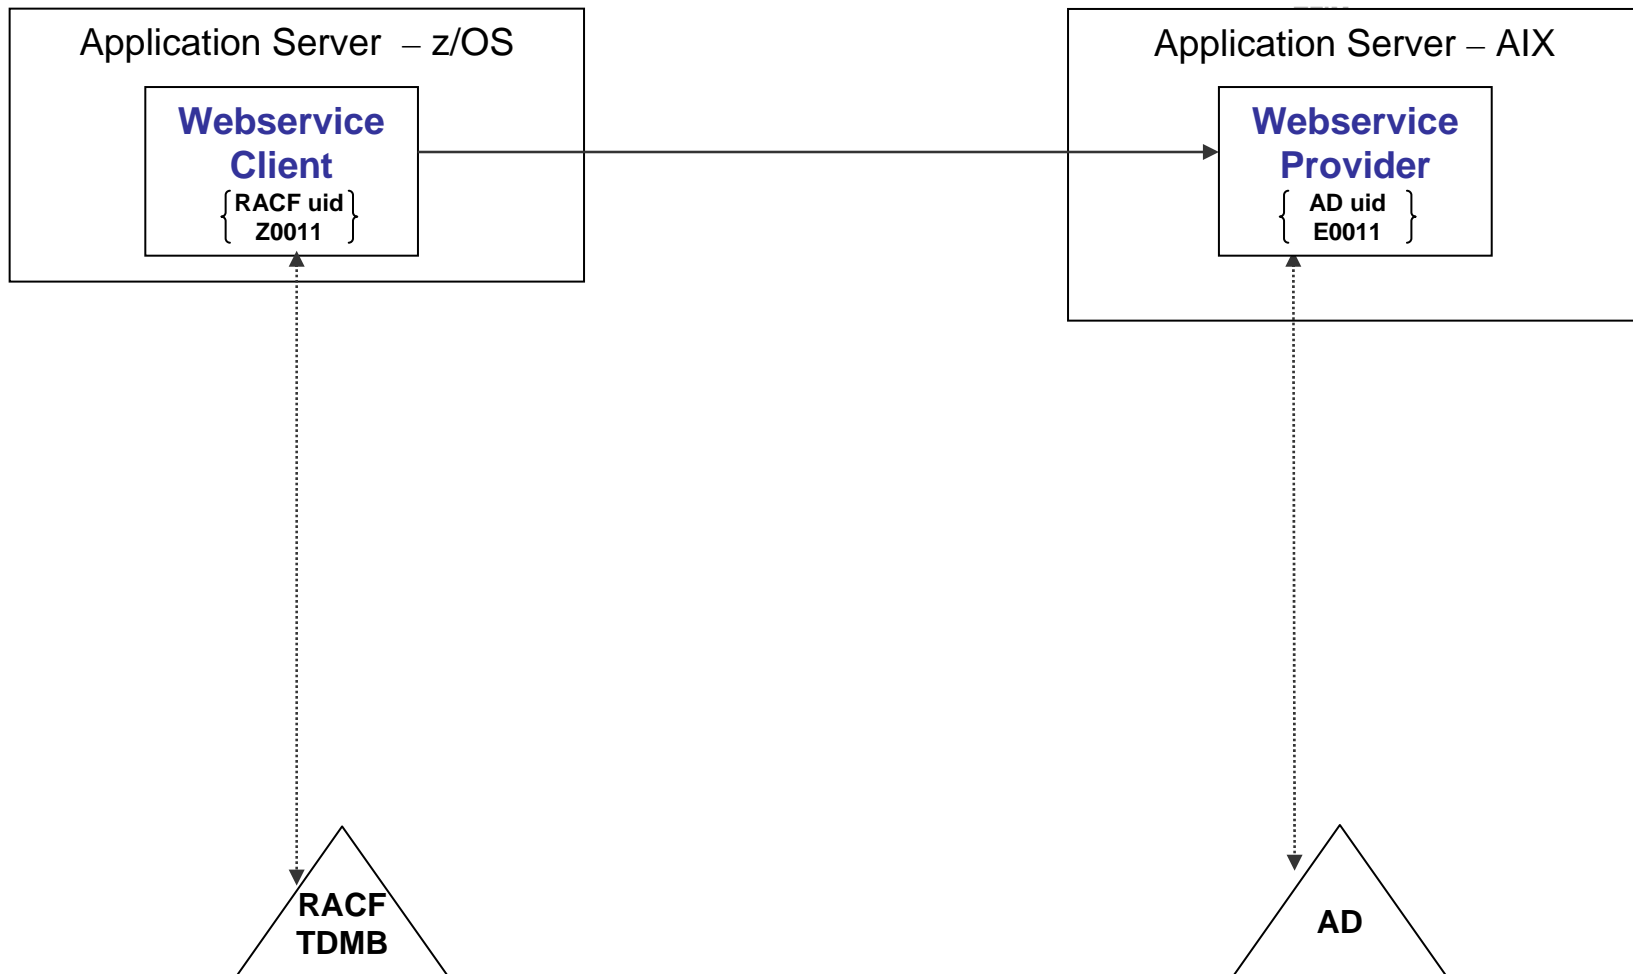 Application Server – z/OS
Webservice
Client
RACF uid
Z0011
Application Server – AIX
Webservice
Provider
AD uid
E0011
RACF
TDMB
AD